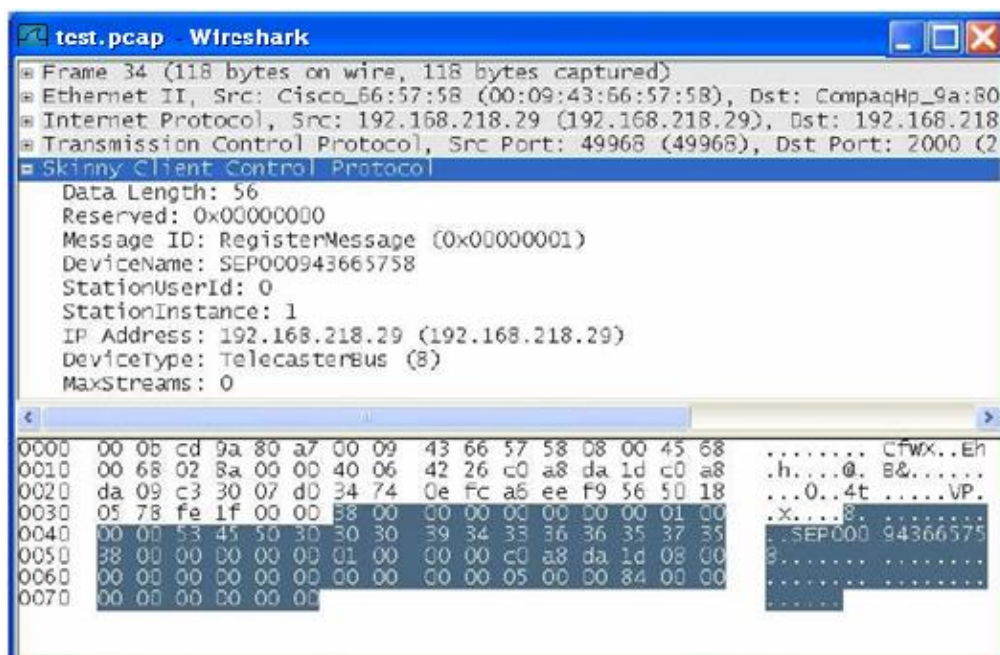 test.pcap - Wireshark
Frame 34 (118 bytes on wire, 118 bytes captured)
Ethernet II, Src: Cisco_66:57:58 (00:09:43:66:57:58), Dst: CompaqHp_9a:80
Internet Protocol, Src: 192.168.218.29 (192.168.218.29), Dst: 192.168.218
Transmission Control Protocol, Src Port: 49968 (49968), Dst Port: 2000 (2
Skinny Client Control Protocol
Data Length: 56
Reserved: 0x00000000
Message ID: RegisterMessage (0x00000001)
DeviceName: SEP000943665758
StationUserId: 0
StationInstance: 1
IP Address: 192.168.218.29 (192.168.218.29)
DeviceType: TelecasterBus (8)
MaxStreams: 0
0000 00 0b cd 9a 80 a7 00 09 43 66 57 58 08 00 45 68 ........ CfWX..Eh
0010 00 68 02 8a 00 00 40 06 42 26 c0 a8 da 1d c0 a8 .h....@. B&......
0020 da 09 c3 30 07 d0 34 74 0e fc a6 ee f9 56 50 18 ...0..4t .....VP.
0030 05 78 fe 1f 00 00 38 00 00 00 00 00 00 00 01 00 .x....8. ........
0040 00 00 53 45 50 30 30 30 39 34 33 36 36 35 37 35 ..SEP000 94366575
0050 38 00 00 00 00 00 01 00 00 00 c0 a8 da 1d 08 00 8....... ........
0060 00 00 00 00 00 00 00 00 00 00 05 00 00 84 00 00 ........ ........
0070 00 00 00 00 00 00 ......